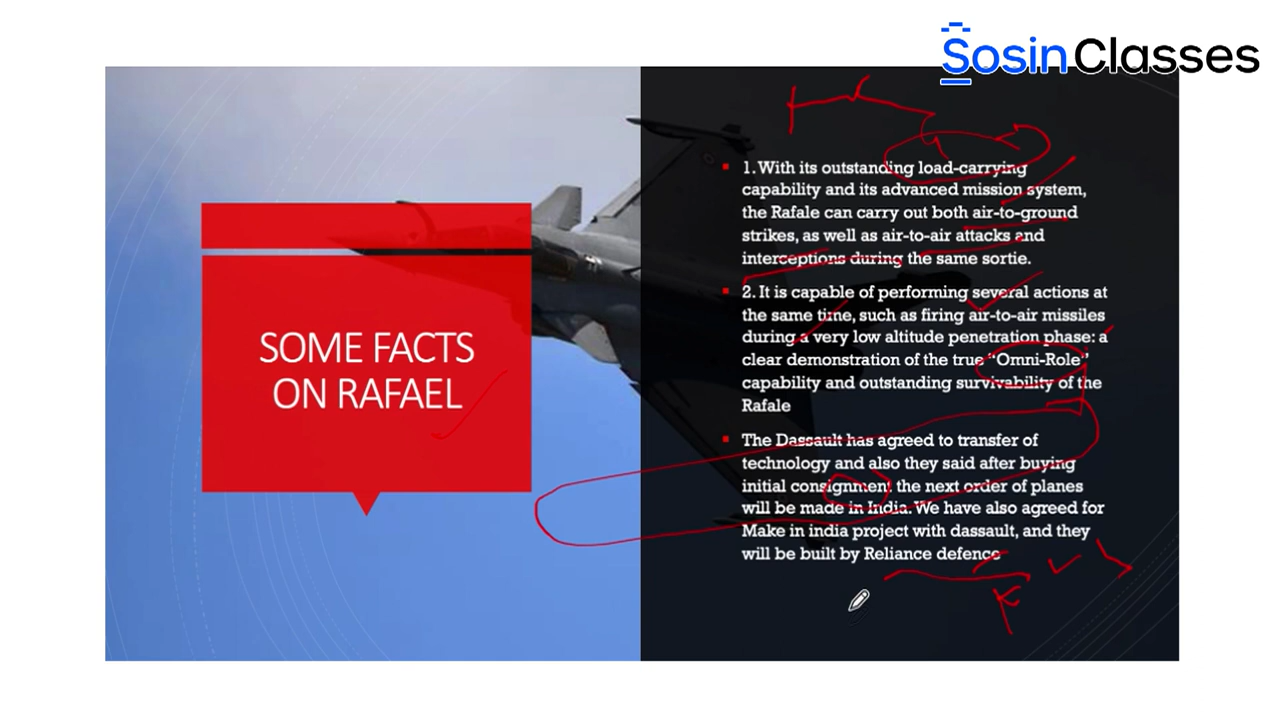 Sosin Classes
SOME FACTS
ON RAFAEL
1. With its outstanding load-carrying
capability and its advanced mission system,
the Rafale can carry out both air-to-ground
strikes, as well as air-to-air attacks and
interceptions during the same sortie.
2. It is capable of performing several actions at
the same time, such as firing air-to-air missiles
during a very low altitude penetration phase: a
clear demonstration of the true “Omni-Role”
capability and outstanding survivability of the
Rafale
The Dassault has agreed to transfer of
technology and also they said after buying
initial consignment the next order of planes
will be made in India. We have also agreed for
Make in india project with dassault, and they
will be built by Reliance defence